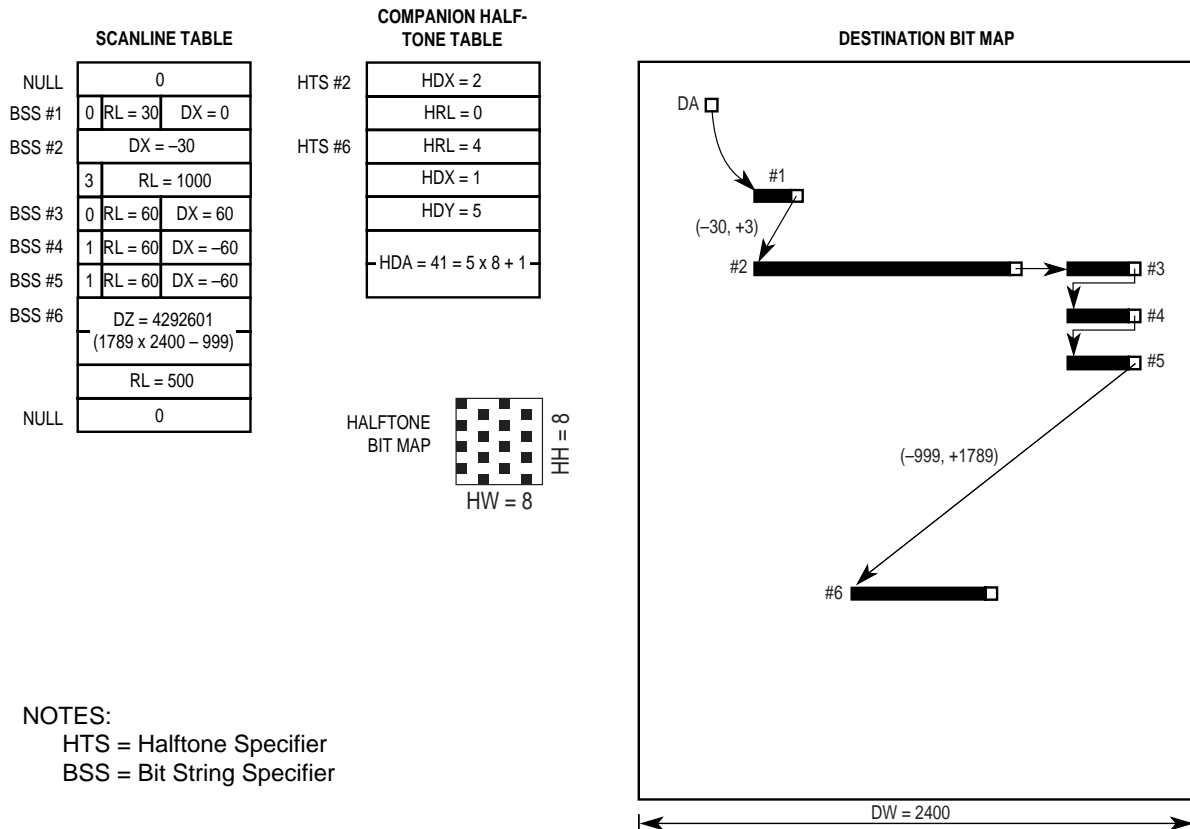 SCANLINE TABLE
NULL
0
BSS #1
0
RL = 30
DX = 0
BSS #2
DX = –30
3
RL = 1000
BSS #3
0
RL = 60
DX = 60
BSS #4
1
RL = 60
DX = –60
BSS #5
1
RL = 60
DX = –60
BSS #6
DZ = 4292601
(1789 x 2400 – 999)
RL = 500
NULL
0
COMPANION HALF-
TONE TABLE
HTS #2
HDX = 2
HRL = 0
HTS #6
HRL = 4
HDX = 1
HDY = 5
HDA = 41 = 5 x 8 + 1
HALFTONE
BIT MAP
HH = 8
HW = 8
DESTINATION BIT MAP
DA
#1
(–30, +3)
#2
#3
#4
#5
(–999, +1789)
#6
DW = 2400
NOTES:
HTS = Halftone Specifier
BSS = Bit String Specifier